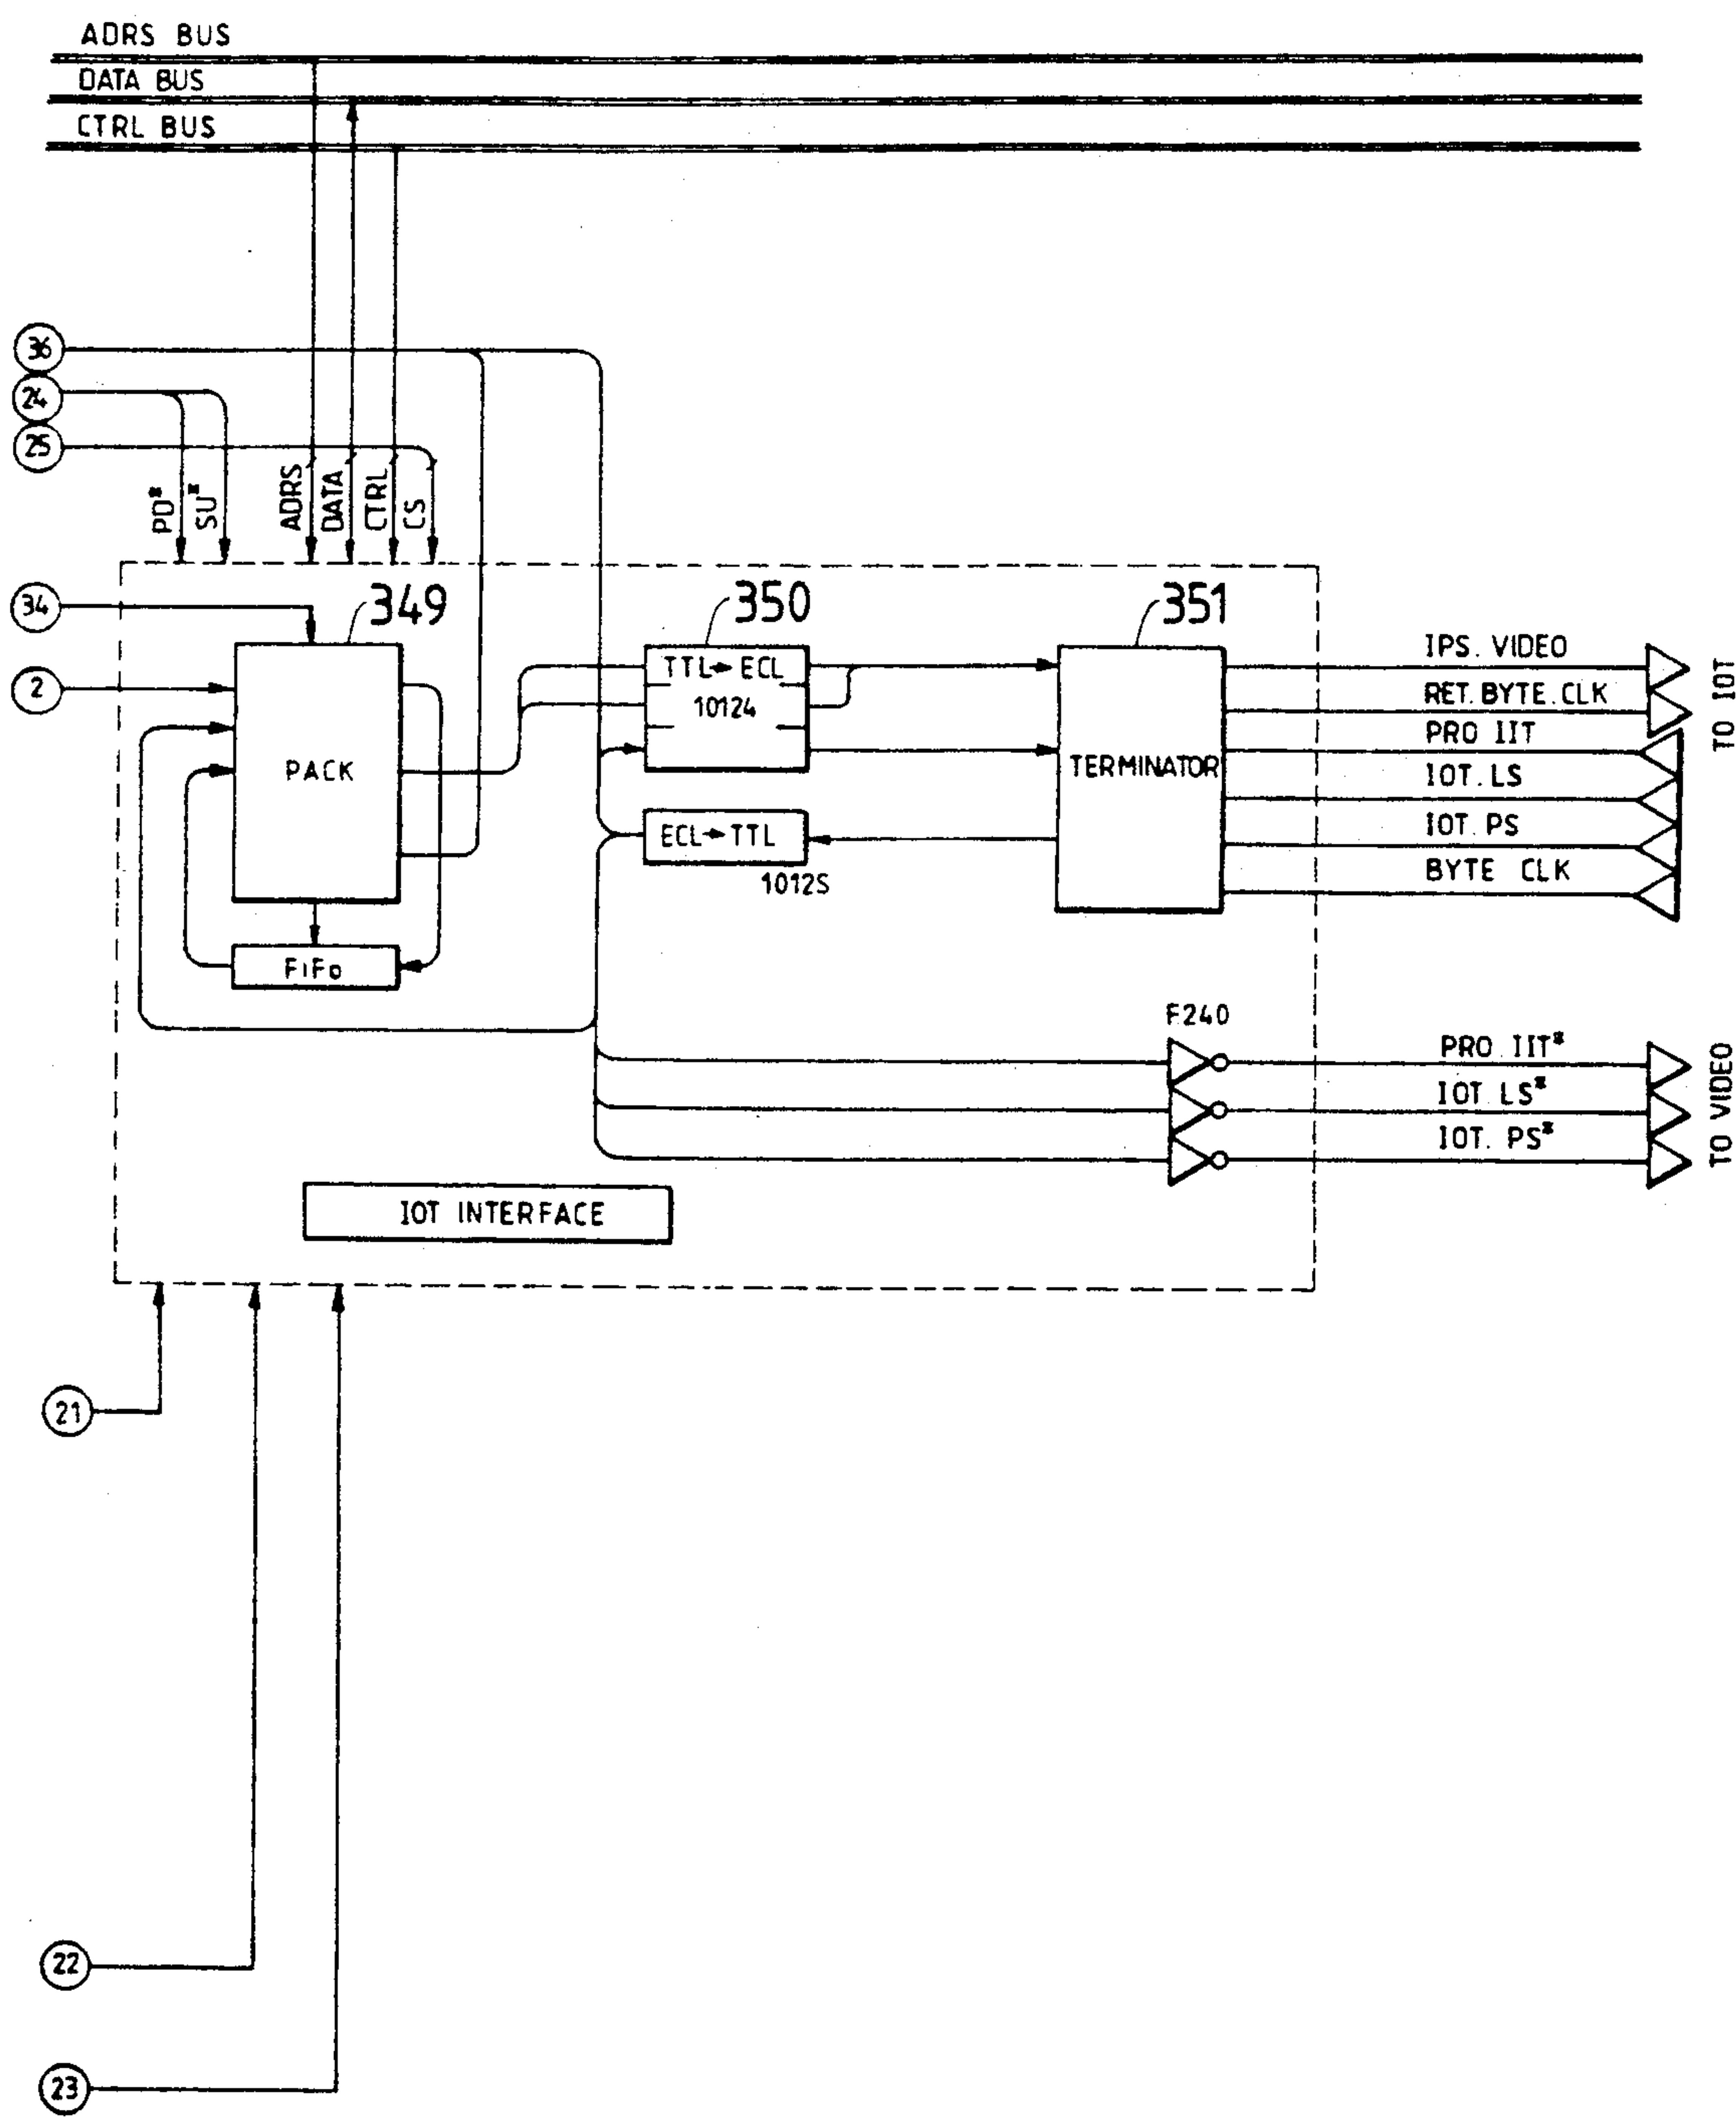 ADRS BUS
DATA BUS
CTRL BUS
36
24
25
PD*
SU*
ADRS
DATA
CTRL
CS
34
349
350
351
2
PACK
TTL→ECL
10124
TERMINATOR
ECL→TTL
10125
FiFo
IPS. VIDEO
RET. BYTE. CLK
PRO IIT
IOT. LS
IOT. PS
BYTE CLK
TO IOT
F240
PRO IIT*
IOT LS*
IOT. PS*
TO VIDEO
IOT INTERFACE
21
22
23